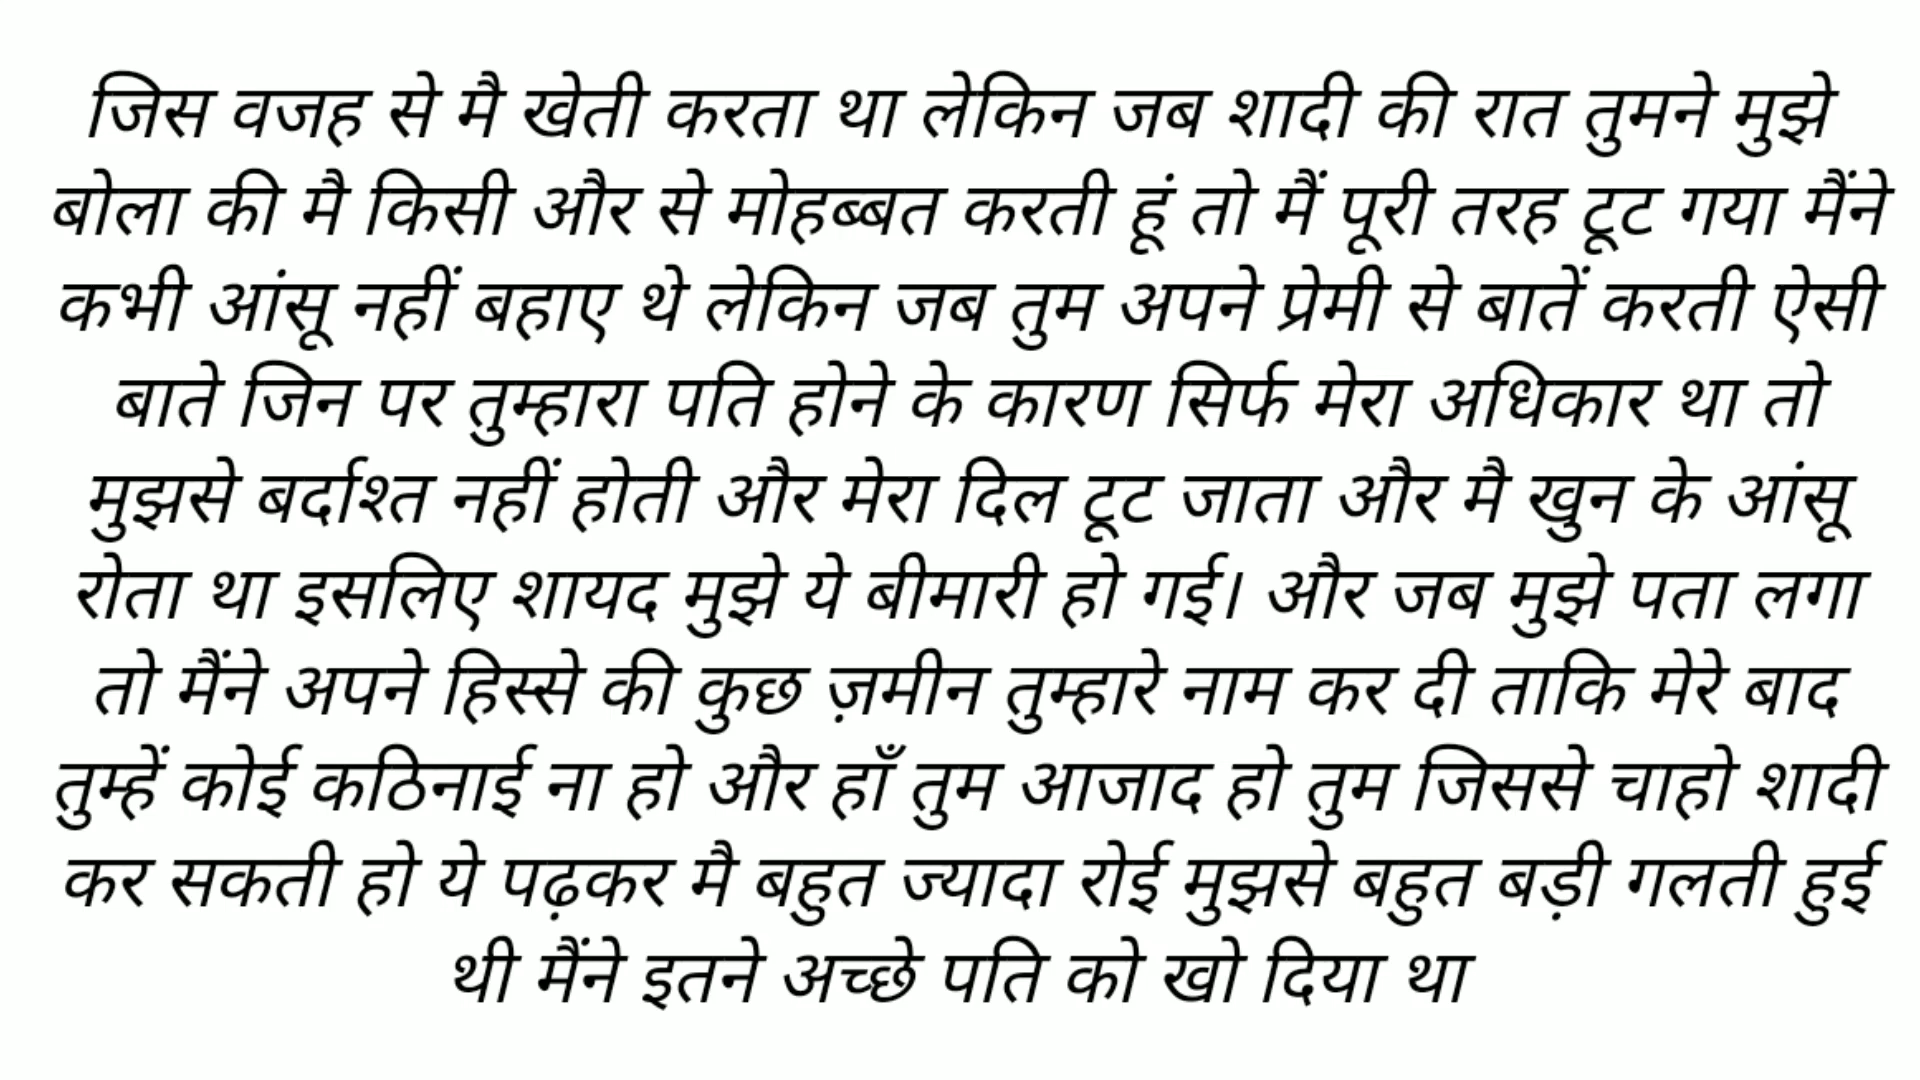 जिस वजह से मै खेती करता था लेकिन जब शादी की रात तुमने मुझे
बोला की मै किसी और से मोहब्बत करती हूं तो मैं पूरी तरह टूट गया मैंने
कभी आंसू नहीं बहाए थे लेकिन जब तुम अपने प्रेमी से बातें करती ऐसी
बाते जिन पर तुम्हारा पति होने के कारण सिर्फ मेरा अधिकार था तो
मुझसे बर्दाश्त नहीं होती और मेरा दिल टूट जाता और मै खुन के आंसू
रोता था इसलिए शायद मुझे ये बीमारी हो गई। और जब मुझे पता लगा
तो मैंने अपने हिस्से की कुछ ज़मीन तुम्हारे नाम कर दी ताकि मेरे बाद
तुम्हें कोई कठिनाई ना हो और हाँ तुम आजाद हो तुम जिससे चाहो शादी
कर सकती हो ये पढ़कर मै बहुत ज्यादा रोई मुझसे बहुत बड़ी गलती हुई
थी मैंने इतने अच्छे पति को खो दिया था